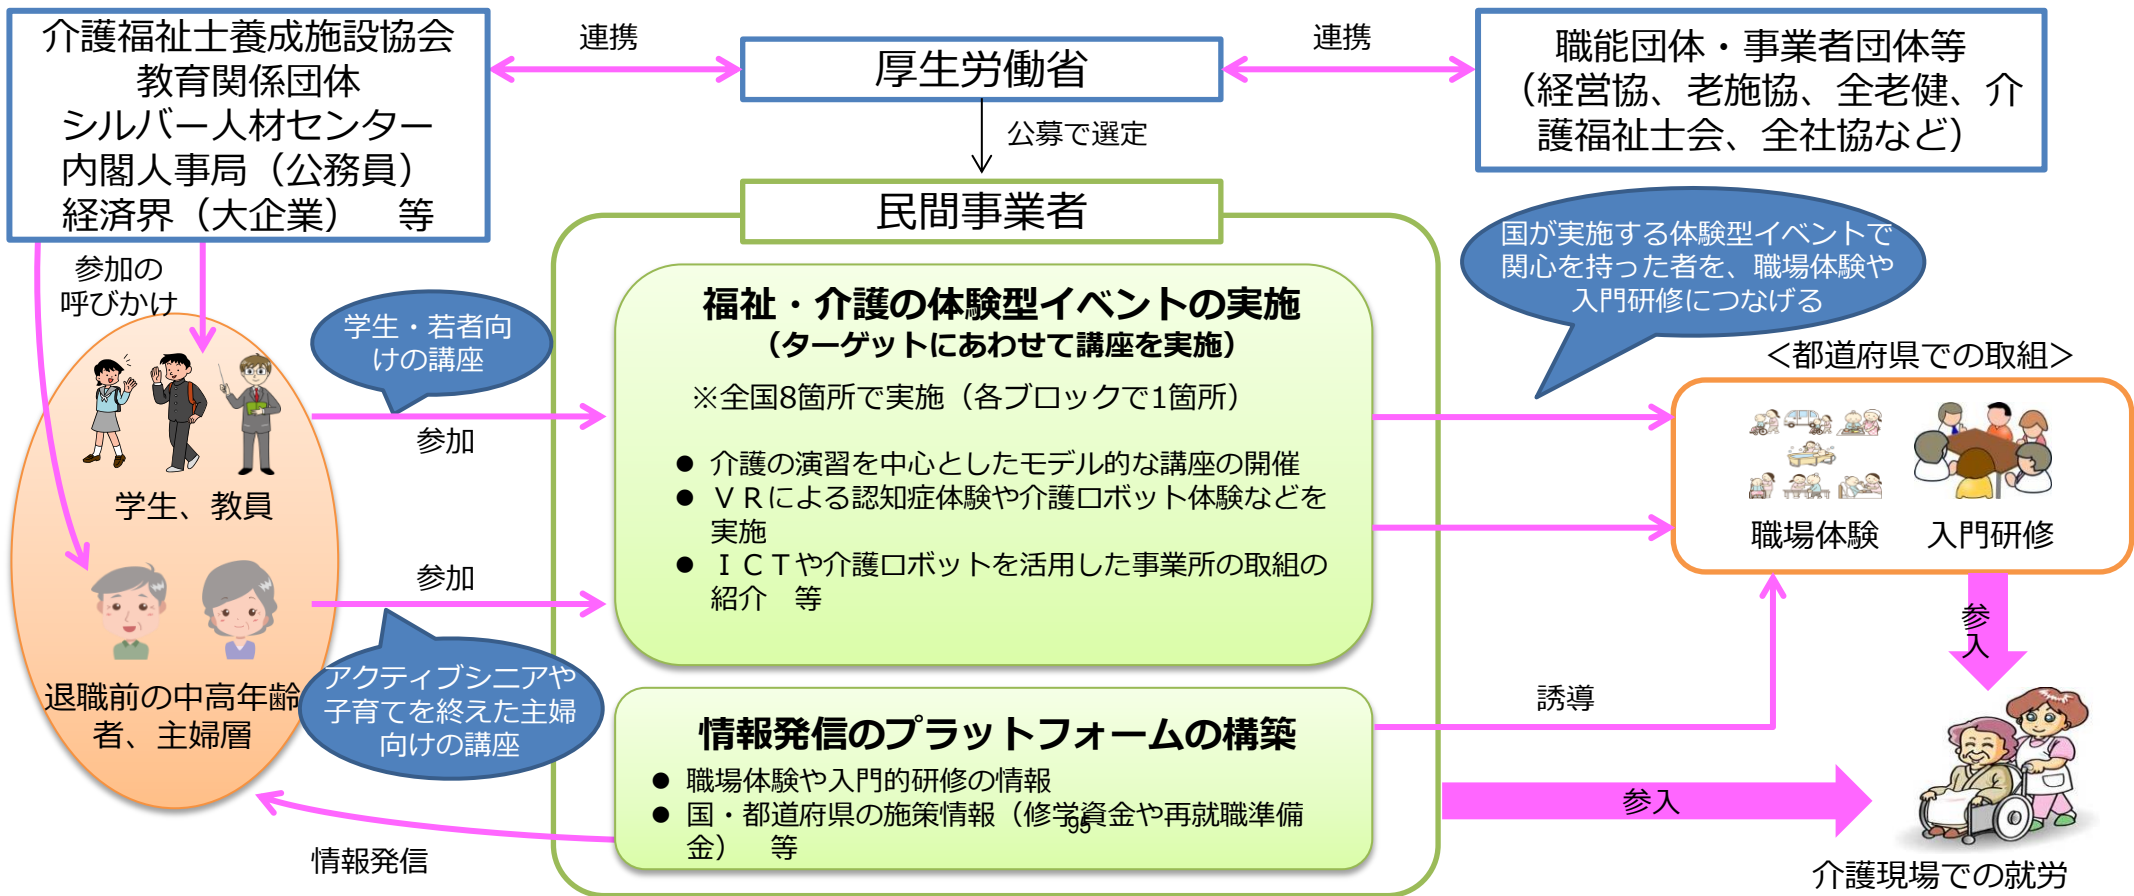 介護福祉士養成施設協会
教育関係団体
シルバー人材センター
内閣人事局（公務員）
経済界（大企業）　等
連携
厚生労働省
連携
職能団体・事業者団体等
（経営協、老施協、全老健、介
護福祉士会、全社協など）
公募で選定
民間事業者
参加の
呼びかけ
学生・若者向
けの講座
福祉・介護の体験型イベントの実施
（ターゲットにあわせて講座を実施）
※全国8箇所で実施（各ブロックで1箇所）
● 介護の演習を中心としたモデル的な講座の開催
● ＶＲによる認知症体験や介護ロボット体験などを
実施
● ＩＣＴや介護ロボットを活用した事業所の取組の
紹介　等
国が実施する体験型イベントで
関心を持った者を、職場体験や
入門研修につなげる
＜都道府県での取組＞
参加
学生、教員
職場体験
入門研修
参加
参
入
退職前の中高年齢
者、主婦層
アクティブシニアや
子育てを終えた主婦
向けの講座
情報発信のプラットフォームの構築
● 職場体験や入門的研修の情報
● 国・都道府県の施策情報（修学資金や再就職準備
金）　等
95
誘導
参入
情報発信
介護現場での就労